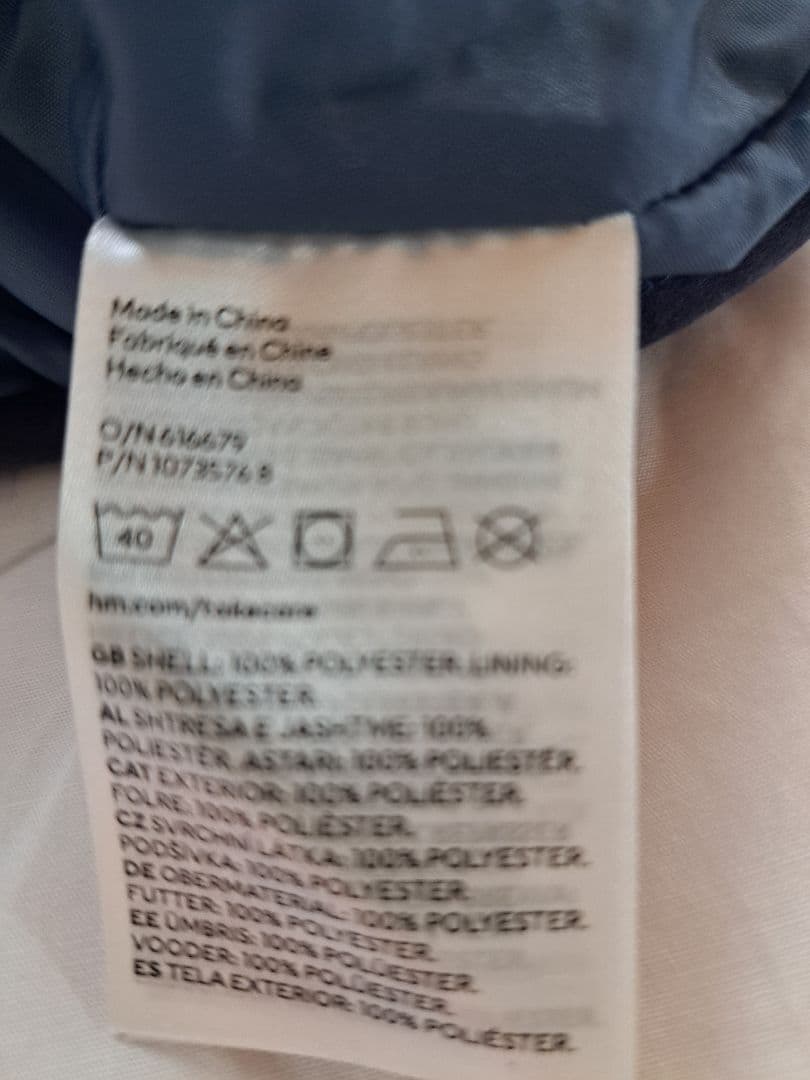 Made in China
Fabriqué en Chine
Hecho en China
O/N 616679
P/N 10735768
40
hm.com/takecare
GB SHELL: 100% POLYESTER. LINING:
100% POLYESTER
AL SHTRESA E JASHTME: 100%
POLIESTËR. ASTARI: 100% POLIESTËR.
CAT EXTERIOR: 100% POLIÈSTER.
FOLRE: 100% POLIÈSTER.
CZ SVRCHNÍ LÁTKA: 100% POLYESTER.
PODŠÍVKA: 100% POLYESTER
DE OBERMATERIAL: 100% POLYESTER.
FUTTER: 100% POLYESTER.
EE ÜMBRIS: 100% POLÜESTER.
VOODER: 100% POLÜESTER.
ES TELA EXTERIOR: 100% POLIÉSTER.